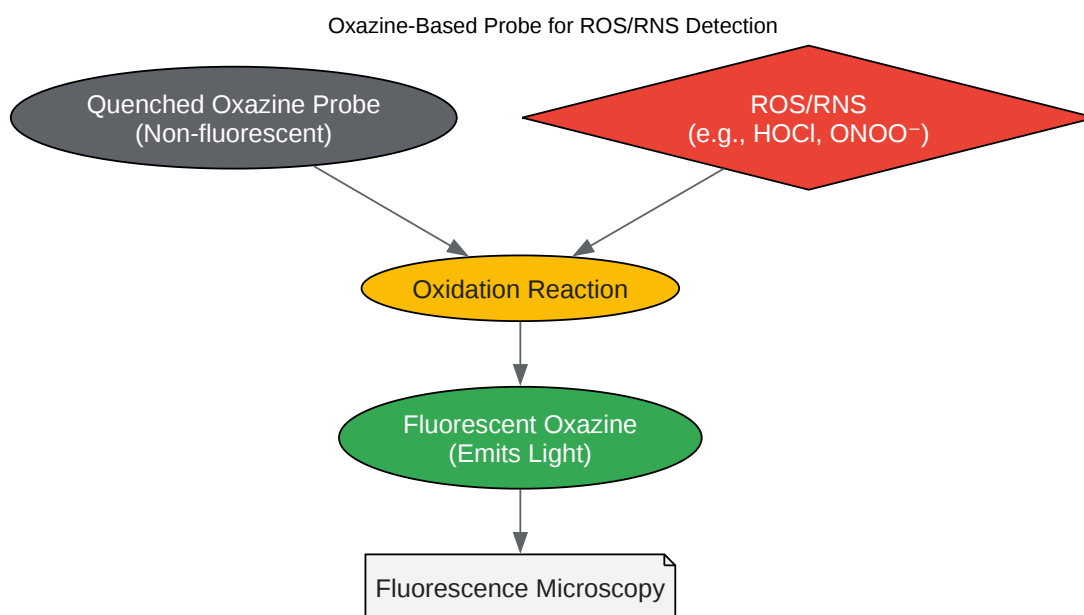 Oxazine-Based Probe for ROS/RNS Detection
Quenched Oxazine Probe
(Non-fluorescent)
ROS/RNS
(e.g., HOCl, ONOO⁻)
Oxidation Reaction
Fluorescent Oxazine
(Emits Light)
Fluorescence Microscopy